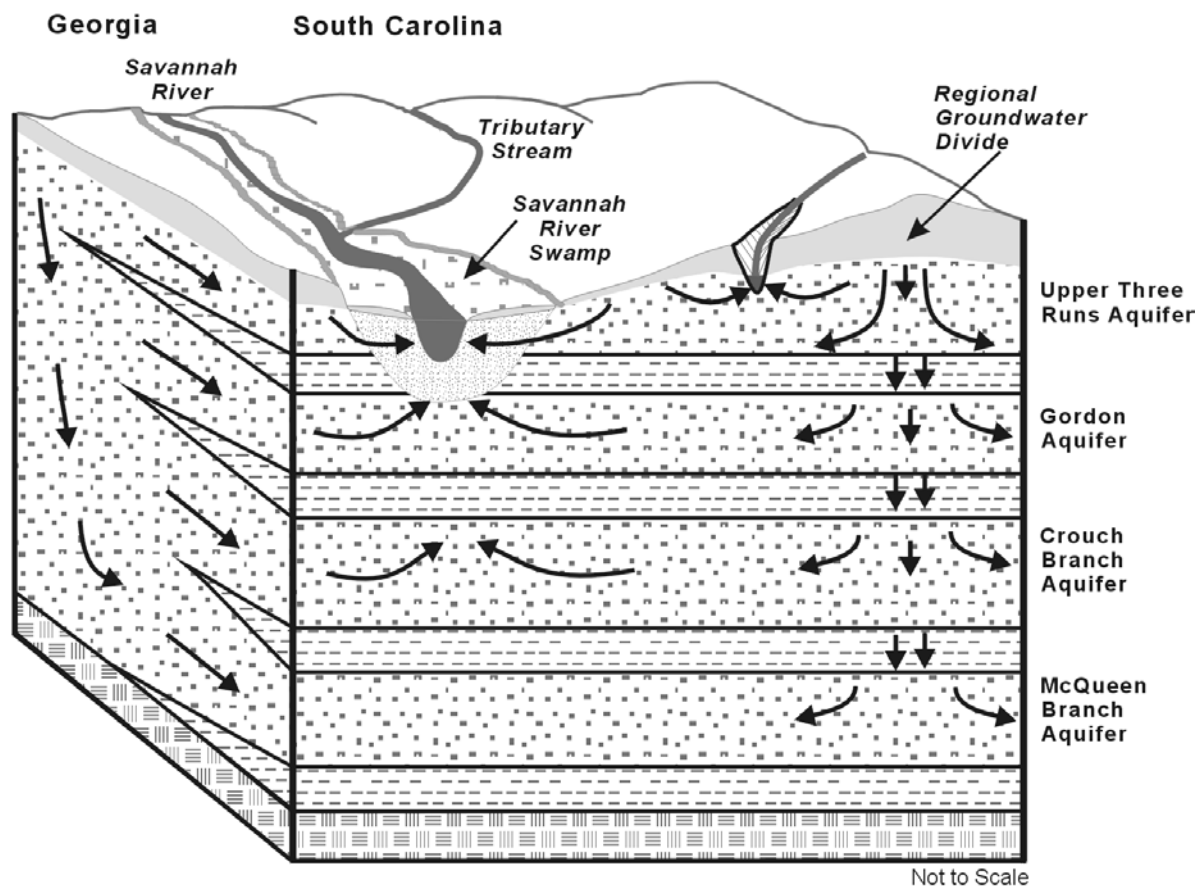 Georgia
South Carolina
Savannah
River
Tributary
Stream
Savannah
River
Swamp
Regional
Groundwater
Divide
Upper Three
Runs Aquifer
Gordon
Aquifer
Crouch
Branch
Aquifer
McQueen
Branch
Aquifer
Not to Scale